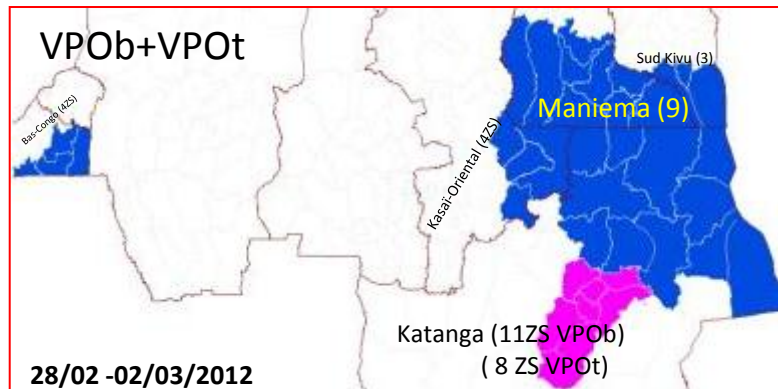 VPOb+VPOt
Sud Kivu (3)
Maniema (9)
Bas-Congo (4ZS)
Kasaï-Oriental (4ZS)
Katanga (11ZS VPOb)
( 8 ZS VPOt)
28/02 -02/03/2012